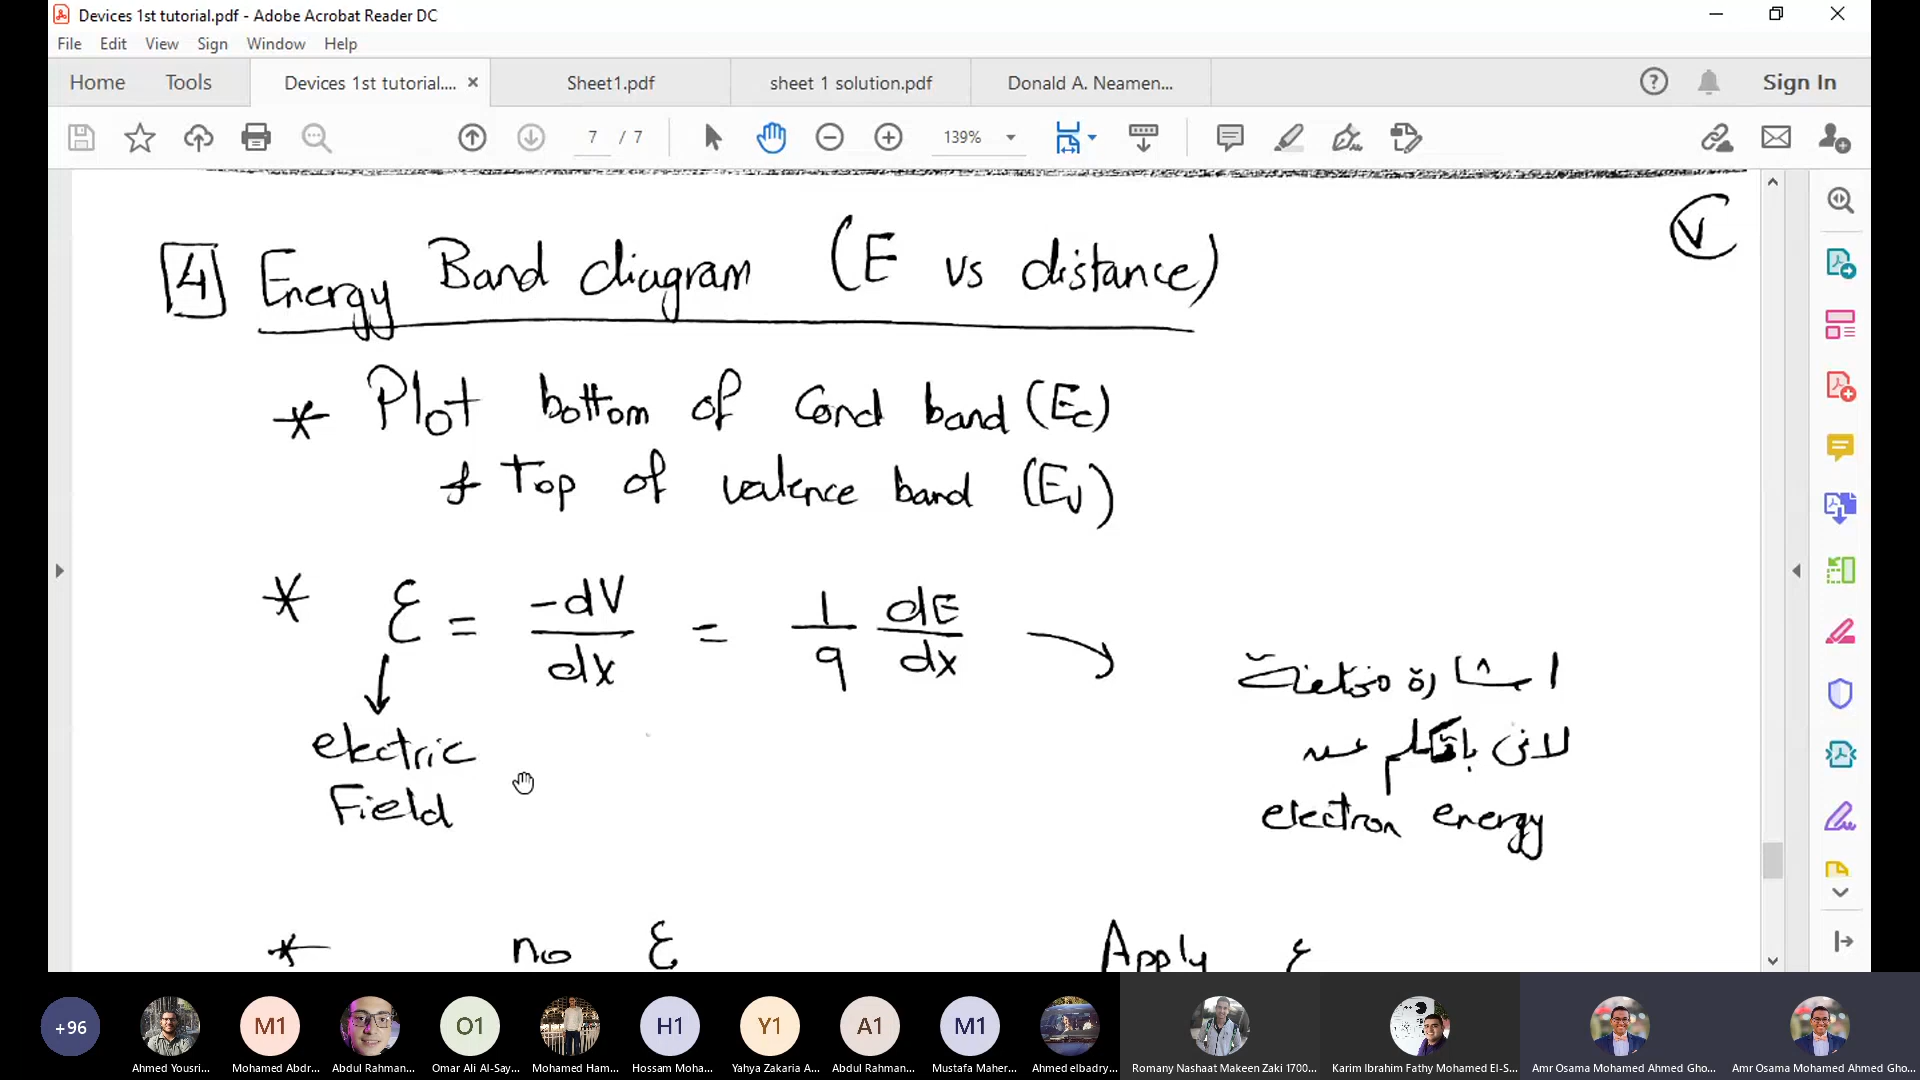 Devices 1st tutorial.pdf - Adobe Acrobat Reader DC
File Edit View Sign Window Help
Home Tools Devices 1st tutorial.... × Sheet1.pdf sheet 1 solution.pdf Donald A. Neamen... Sign In
7 / 7 139%
4 Energy Band diagram (E vs distance)
٧
* Plot bottom of Cond band (Ec)
+ Top of valence band (Ev)
* ε = -dV/dx = 1/q dE/dx
اشارة مختلفة
لاني باتكلم عن
electron energy
electric
Field
* no ε Apply ε
+96
M1 O1 H1 Y1 A1 M1
Ahmed Yousri... Mohamed Abdr... Abdul Rahman... Omar Ali Al-Say... Mohamed Ham... Hossam Moha... Yahya Zakaria A... Abdul Rahman... Mustafa Maher... Ahmed elbadry... Romany Nashaat Makeen Zaki 1700... Karim Ibrahim Fathy Mohamed El-S... Amr Osama Mohamed Ahmed Gho... Amr Osama Mohamed Ahmed Gho...